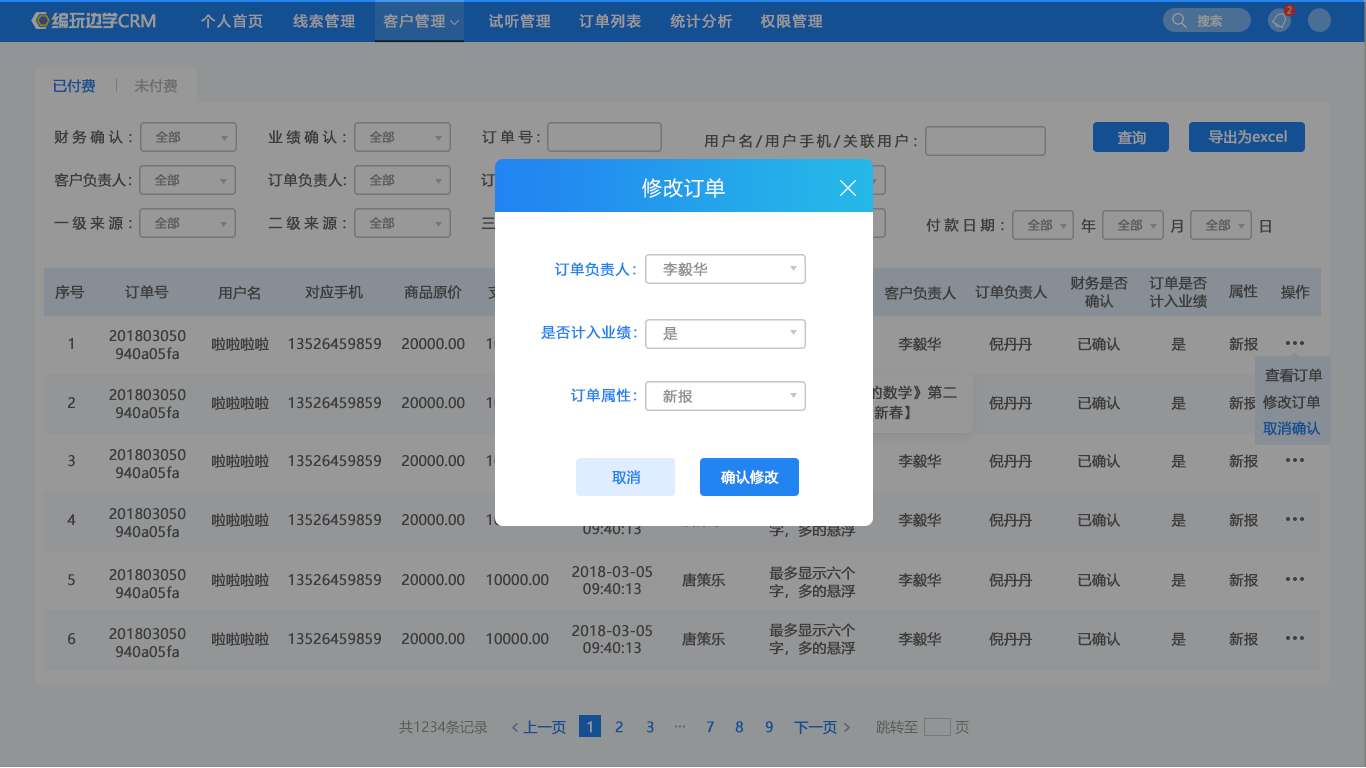 编玩边学CRM 个人首页 线索管理 客户管理 试听管理 订单列表 统计分析 权限管理 搜索 2
已付费 未付费
财务确认: 全部 业绩确认: 全部 订单号: 用户名/用户手机/关联用户: 查询 导出为excel
客户负责人: 全部 订单负责人: 全部
一级来源: 全部 二级来源: 全部 三 付款日期: 全部 年 全部 月 全部 日
修改订单
订单负责人: 李毅华
是否计入业绩: 是
订单属性: 新报
取消 确认修改
序号 订单号 用户名 对应手机 商品原价 客户负责人 订单负责人 财务是否确认 订单是否计入业绩 属性 操作
1 201803050940a05fa 啦啦啦啦 13526459859 20000.00 李毅华 倪丹丹 已确认 是 新报 •••
查看订单
修改订单
取消确认
2 201803050940a05fa 啦啦啦啦 13526459859 20000.00 的数学》第二 倪丹丹 已确认 是 新报
新春】
3 201803050940a05fa 啦啦啦啦 13526459859 20000.00 李毅华 倪丹丹 已确认 是 新报 •••
4 201803050940a05fa 啦啦啦啦 13526459859 20000.00 09:40:13 字，多的悬浮 李毅华 倪丹丹 已确认 是 新报 •••
5 201803050940a05fa 啦啦啦啦 13526459859 20000.00 10000.00 2018-03-05 09:40:13 唐策乐 最多显示六个字，多的悬浮 李毅华 倪丹丹 已确认 是 新报 •••
6 201803050940a05fa 啦啦啦啦 13526459859 20000.00 10000.00 2018-03-05 09:40:13 唐策乐 最多显示六个字，多的悬浮 李毅华 倪丹丹 已确认 是 新报 •••
共1234条记录 < 上一页 1 2 3 ··· 7 8 9 下一页 > 跳转至 页